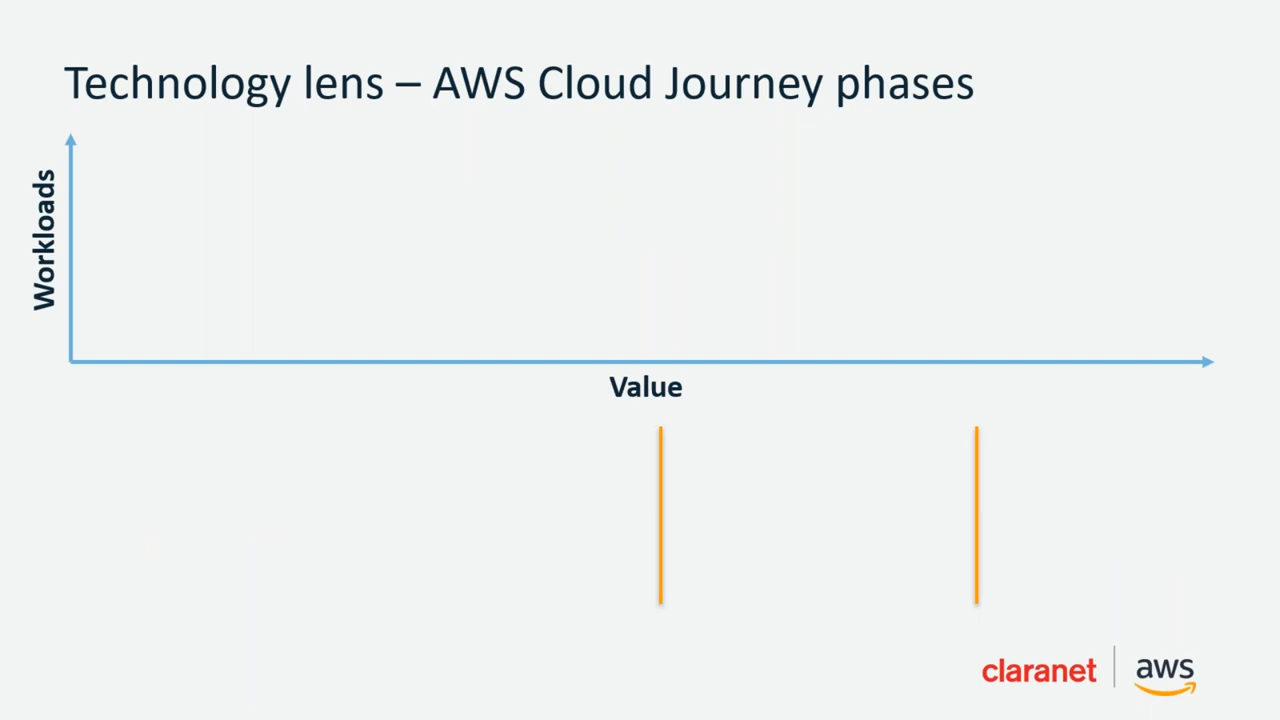 Technology lens – AWS Cloud Journey phases
Workloads
Value
claranet
aws